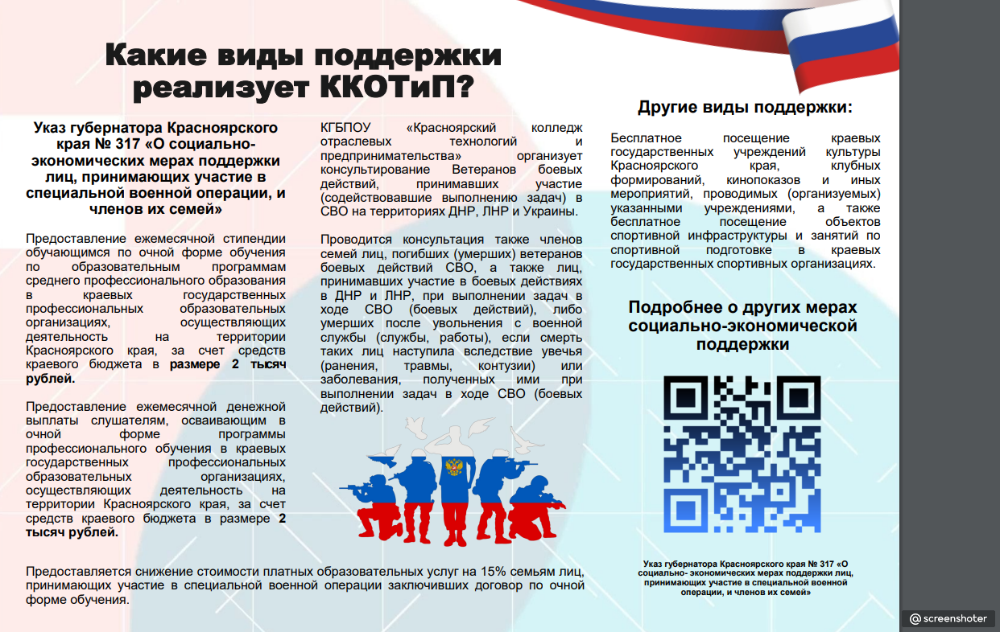 Какие виды поддержки
реализует ККОТиП?
Указ губернатора Красноярского
края № 317 «О социально-
экономических мерах поддержки
лиц, принимающих участие в
специальной военной операции, и
членов их семей»
Предоставление ежемесячной стипендии
обучающимся по очной форме обучения
по образовательным программам
среднего профессионального образования
в краевых государственных
профессиональных образовательных
организациях, осуществляющих
деятельность на территории
Красноярского края, за счет средств
краевого бюджета в размере 2 тысяч
рублей.
Предоставление ежемесячной денежной
выплаты слушателям, осваивающим в
очной форме программы
профессионального обучения в краевых
государственных профессиональных
образовательных организациях,
осуществляющих деятельность на
территории Красноярского края, за счет
средств краевого бюджета в размере 2
тысяч рублей.
КГБПОУ «Красноярский колледж
отраслевых технологий и
предпринимательства» организует
консультирование Ветеранов боевых
действий, принимавших участие
(содействовавшие выполнению задач) в
СВО на территориях ДНР, ЛНР и Украины.
Проводится консультация также членов
семей лиц, погибших (умерших) ветеранов
боевых действий СВО, а также лиц,
принимавших участие в боевых действиях
в ДНР и ЛНР, при выполнении задач в
ходе СВО (боевых действий), либо
умерших после увольнения с военной
службы (службы, работы), если смерть
таких лиц наступила вследствие увечья
(ранения, травмы, контузии) или
заболевания, полученных ими при
выполнении задач в ходе СВО (боевых
действий).
Предоставляется снижение стоимости платных образовательных услуг на 15% семьям лиц,
принимающих участие в специальной военной операции заключивших договор по очной
форме обучения.
Другие виды поддержки:
Бесплатное посещение краевых
государственных учреждений культуры
Красноярского края, клубных
формирований, кинопоказов и иных
мероприятий, проводимых (организуемых)
указанными учреждениями, а также
бесплатное посещение объектов
спортивной инфраструктуры и занятий по
спортивной подготовке в краевых
государственных спортивных организациях.
Подробнее о других мерах
социально-экономической
поддержки
Указ губернатора Красноярского края № 317 «О
социально- экономических мерах поддержки лиц,
принимающих участие в специальной военной
операции, и членов их семей»
@ screenshoter